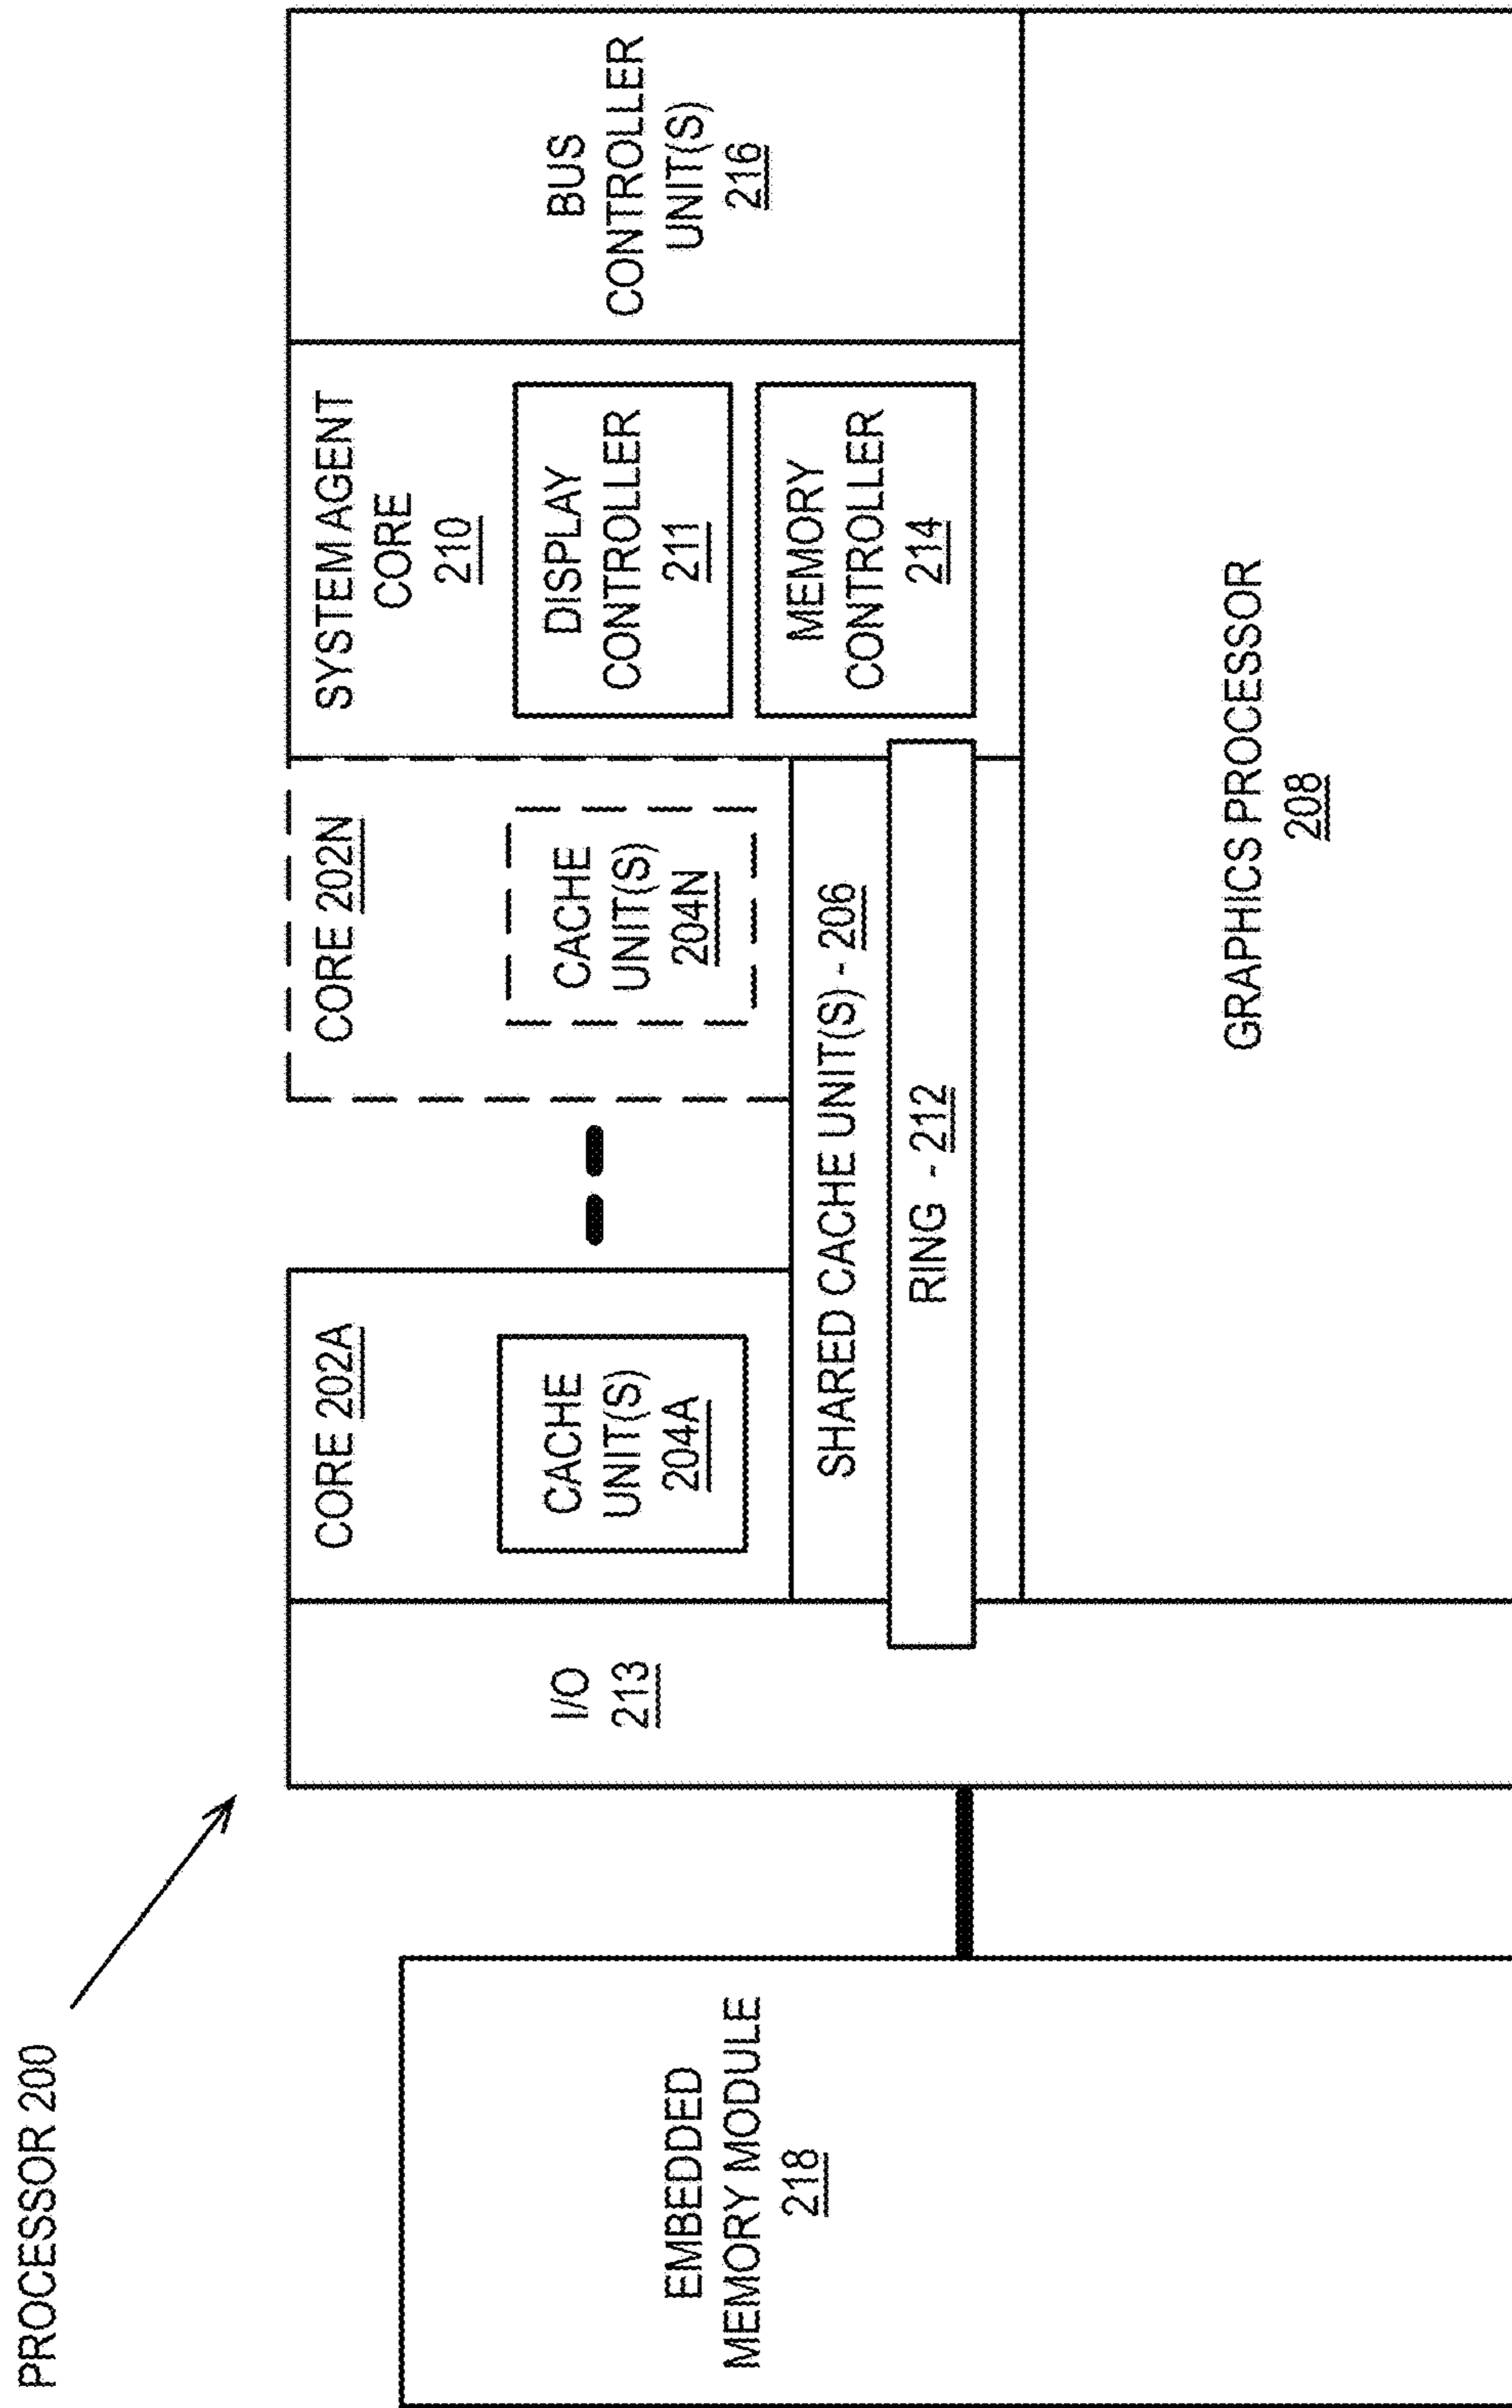 PROCESSOR 200
EMBEDDED
MEMORY MODULE
218
I/O
213
CORE 202A
CACHE
UNIT(S)
204A
CORE 202N
CACHE
UNIT(S)
204N
SHARED CACHE UNIT(S) - 206
RING - 212
SYSTEM AGENT
CORE
210
DISPLAY
CONTROLLER
211
MEMORY
CONTROLLER
214
BUS
CONTROLLER
UNIT(S)
216
GRAPHICS PROCESSOR
208